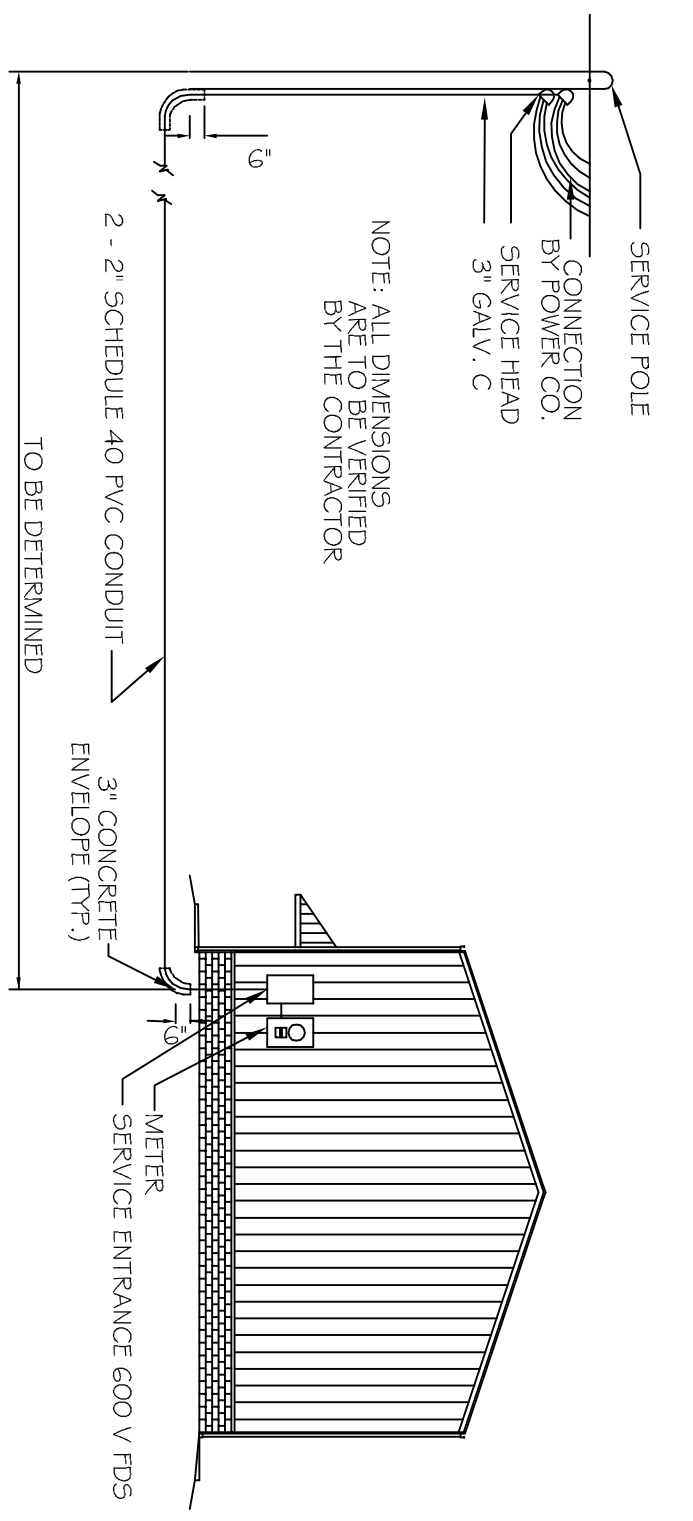 SERVICE POLE
CONNECTION
BY POWER CO.
SERVICE HEAD
3" GALV. C
6"
NOTE: ALL DIMENSIONS
ARE TO BE VERIFIED
BY THE CONTRACTOR
2 - 2" SCHEDULE 40 PVC CONDUIT
TO BE DETERMINED
3" CONCRETE
ENVELOPE (TYP.)
6"
METER
SERVICE ENTRANCE 600 V FDS